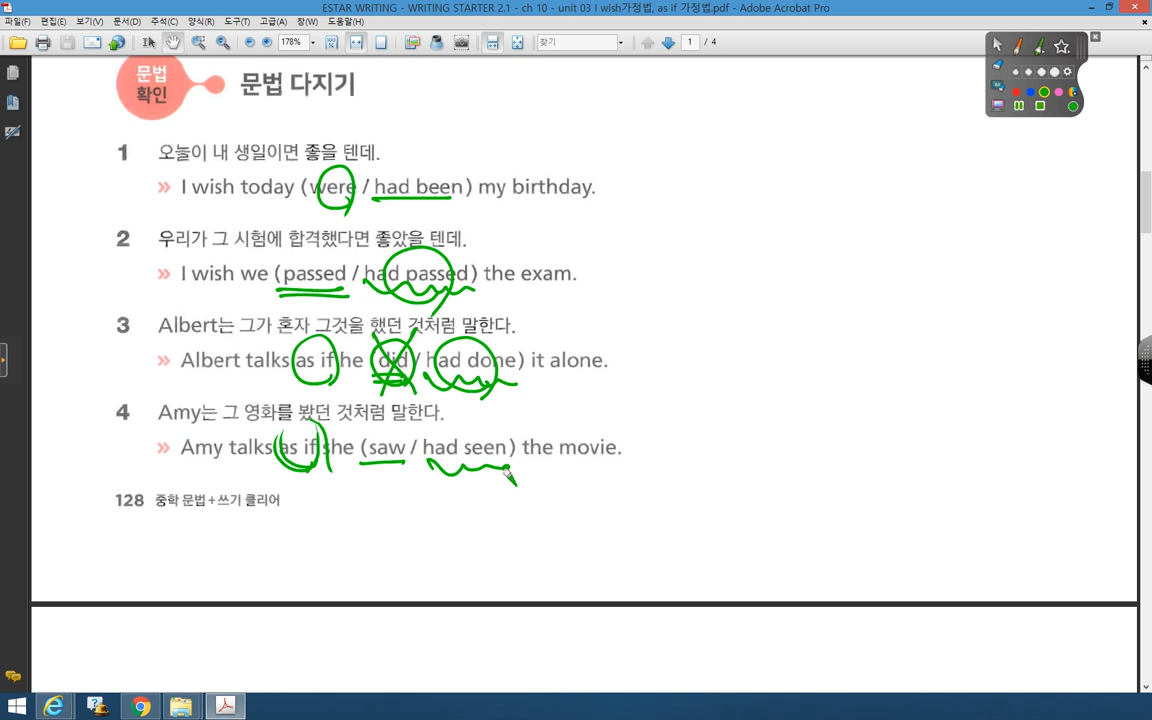 ESTAR WRITING - WRITING STARTER 2.1 - ch 10 - unit 03 I wish가정법, as if 가정법.pdf - Adobe Acrobat Pro
파일(F) 편집(E) 보기(V) 문서(D) 주석(C) 양식(R) 도구(T) 고급(A) 창(W) 도움말(H)
178% 찾기 1 / 4
문법
확인
문법 다지기
1 오늘이 내 생일이면 좋을 텐데.
» I wish today (were / had been) my birthday.
2 우리가 그 시험에 합격했다면 좋았을 텐데.
» I wish we (passed / had passed) the exam.
3 Albert는 그가 혼자 그것을 했던 것처럼 말한다.
» Albert talks as if he (did / had done) it alone.
4 Amy는 그 영화를 봤던 것처럼 말한다.
» Amy talks as if she (saw / had seen) the movie.
128 중학 문법+쓰기 클리어